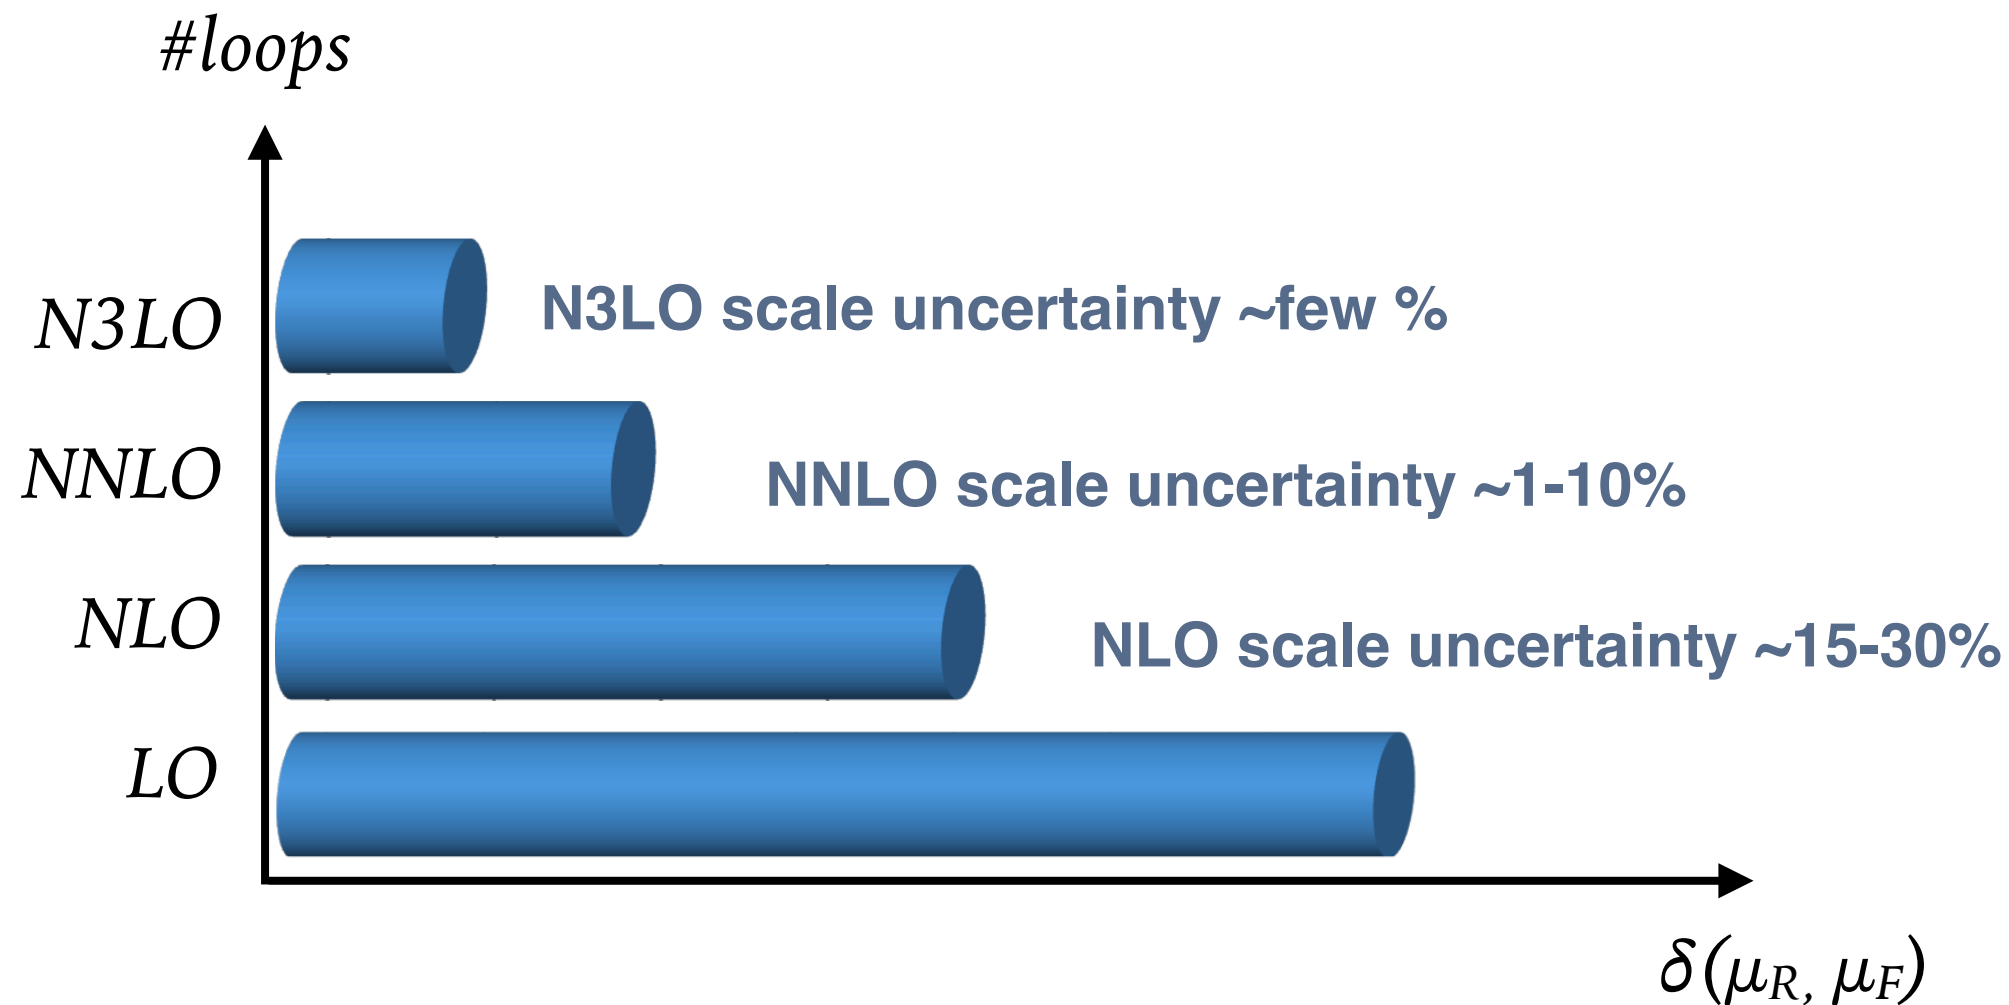 #loops
N3LO
N3LO scale uncertainty ~few %
NNLO
NNLO scale uncertainty ~1-10%
NLO
NLO scale uncertainty ~15-30%
LO
δ(μR, μF)